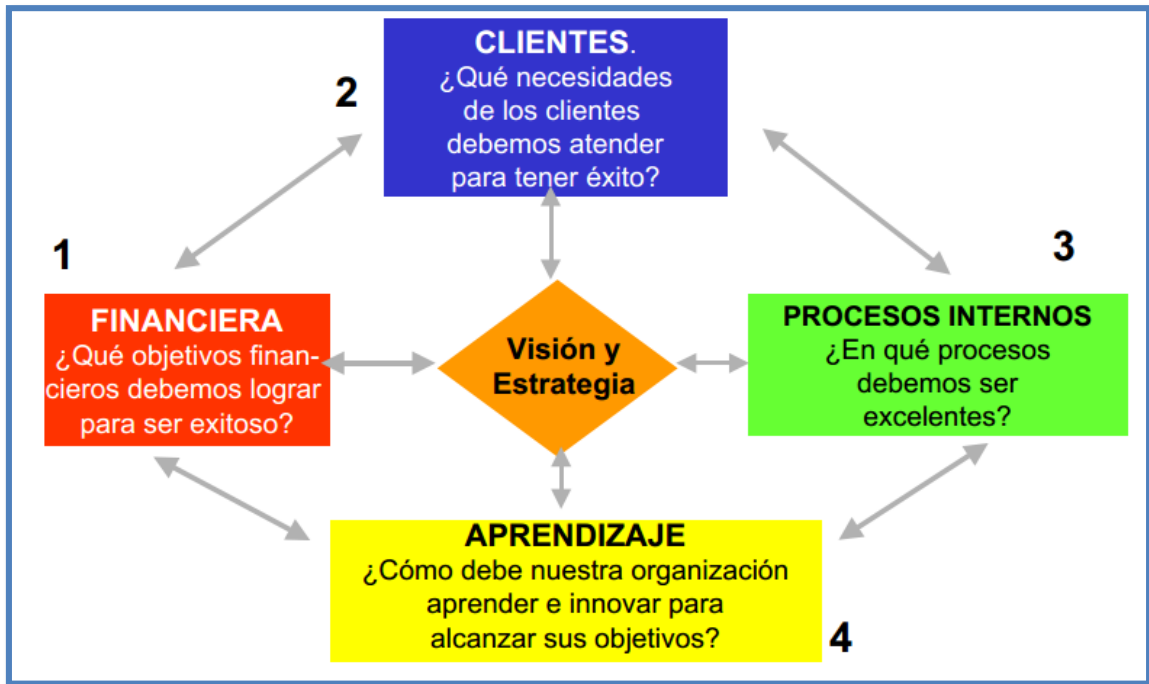 CLIENTES.
¿Qué necesidades
de los clientes
debemos atender
para tener éxito?
2
1
3
FINANCIERA
¿Qué objetivos finan-
cieros debemos lograr
para ser exitoso?
Visión y
Estrategia
PROCESOS INTERNOS
¿En qué procesos
debemos ser
excelentes?
APRENDIZAJE
¿Cómo debe nuestra organización
aprender e innovar para
alcanzar sus objetivos?
4